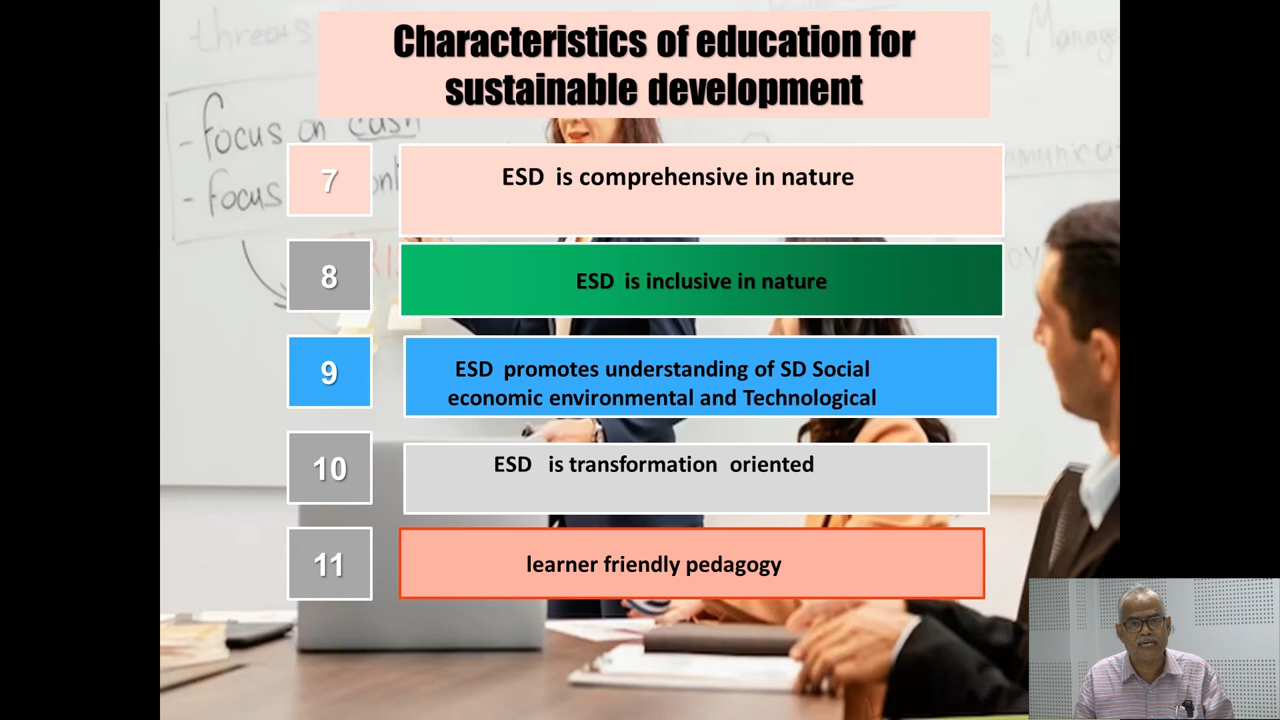 Characteristics of education for
sustainable development
threats
Manag
- Focus on cash
- Focus
7
ESD is comprehensive in nature
8
ESD is inclusive in nature
9
ESD promotes understanding of SD Social
economic environmental and Technological
10
ESD is transformation oriented
11
learner friendly pedagogy